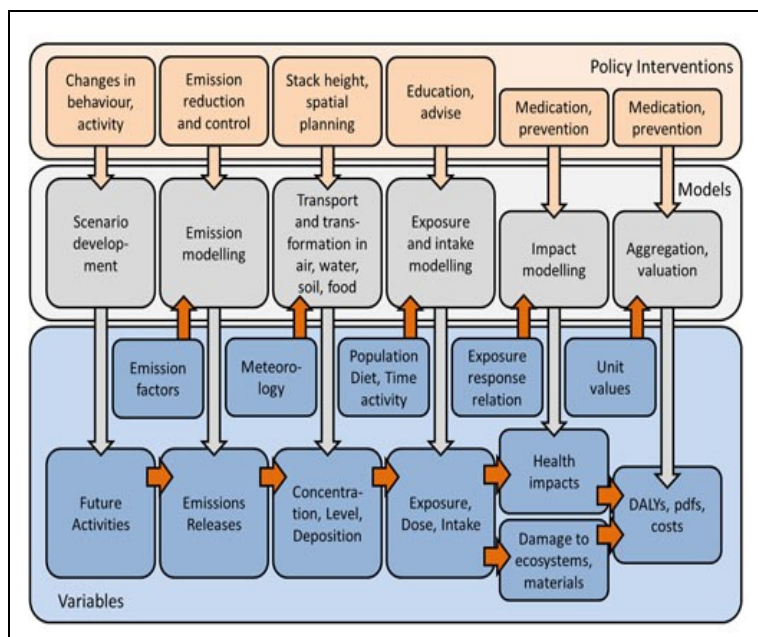 Policy Interventions
Changes in
behaviour,
activity
Emission
reduction
and control
Stack height,
spatial
planning
Education,
advise
Medication,
prevention
Medication,
prevention
Models
Scenario
develop-
ment
Emission
modelling
Transport
and trans-
formation in
air, water,
soil, food
Exposure
and intake
modelling
Impact
modelling
Aggregation,
valuation
Emission
factors
Meteoro-
logy
Population
Diet, Time
activity
Exposure
response
relation
Unit
values
Future
Activities
Emissions
Releases
Concentra-
tion, Level,
Deposition
Exposure,
Dose, Intake
Health
impacts
Damage to
ecosystems,
materials
DALYs, pdfs,
costs
Variables